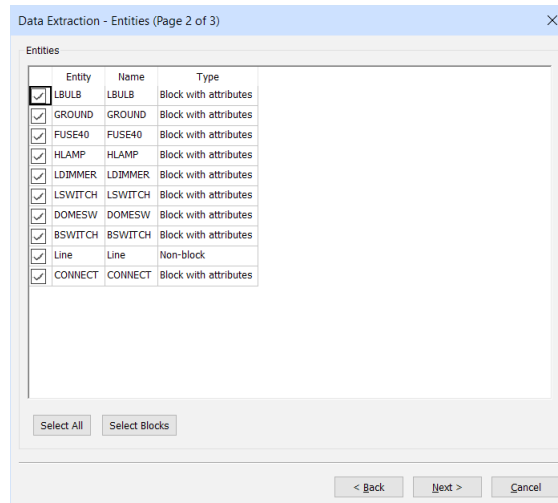 Data Extraction - Entities (Page 2 of 3)
Entities
Entity Name Type
LBULB LBULB Block with attributes
GROUND GROUND Block with attributes
FUSE40 FUSE40 Block with attributes
HLAMP HLAMP Block with attributes
LDIMMER LDIMMER Block with attributes
LSWITCH LSWITCH Block with attributes
DOMESW DOMESW Block with attributes
BSWITCH BSWITCH Block with attributes
Line Line Non-block
CONNECT CONNECT Block with attributes
Select All Select Blocks
< Back Next > Cancel